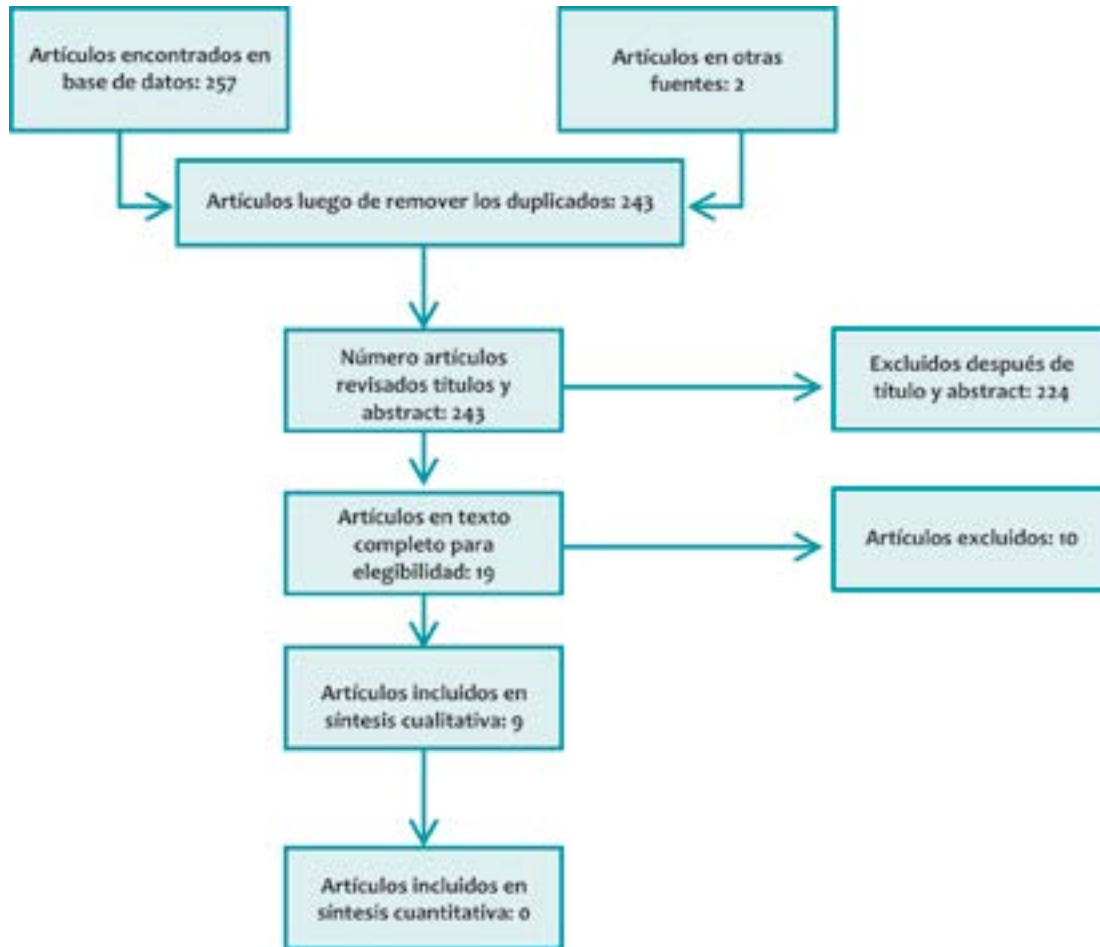 Artículos encontrados en
base de datos: 257
Artículos en otras
fuentes: 2
Artículos luego de remover los duplicados: 243
Número artículos
revisados títulos y
abstract: 243
Excluidos después de
título y abstract: 224
Artículos en texto
completo para
elegibilidad: 19
Artículos excluidos: 10
Artículos incluidos en
síntesis cualitativa: 9
Artículos incluidos en
síntesis cuantitativa: 0